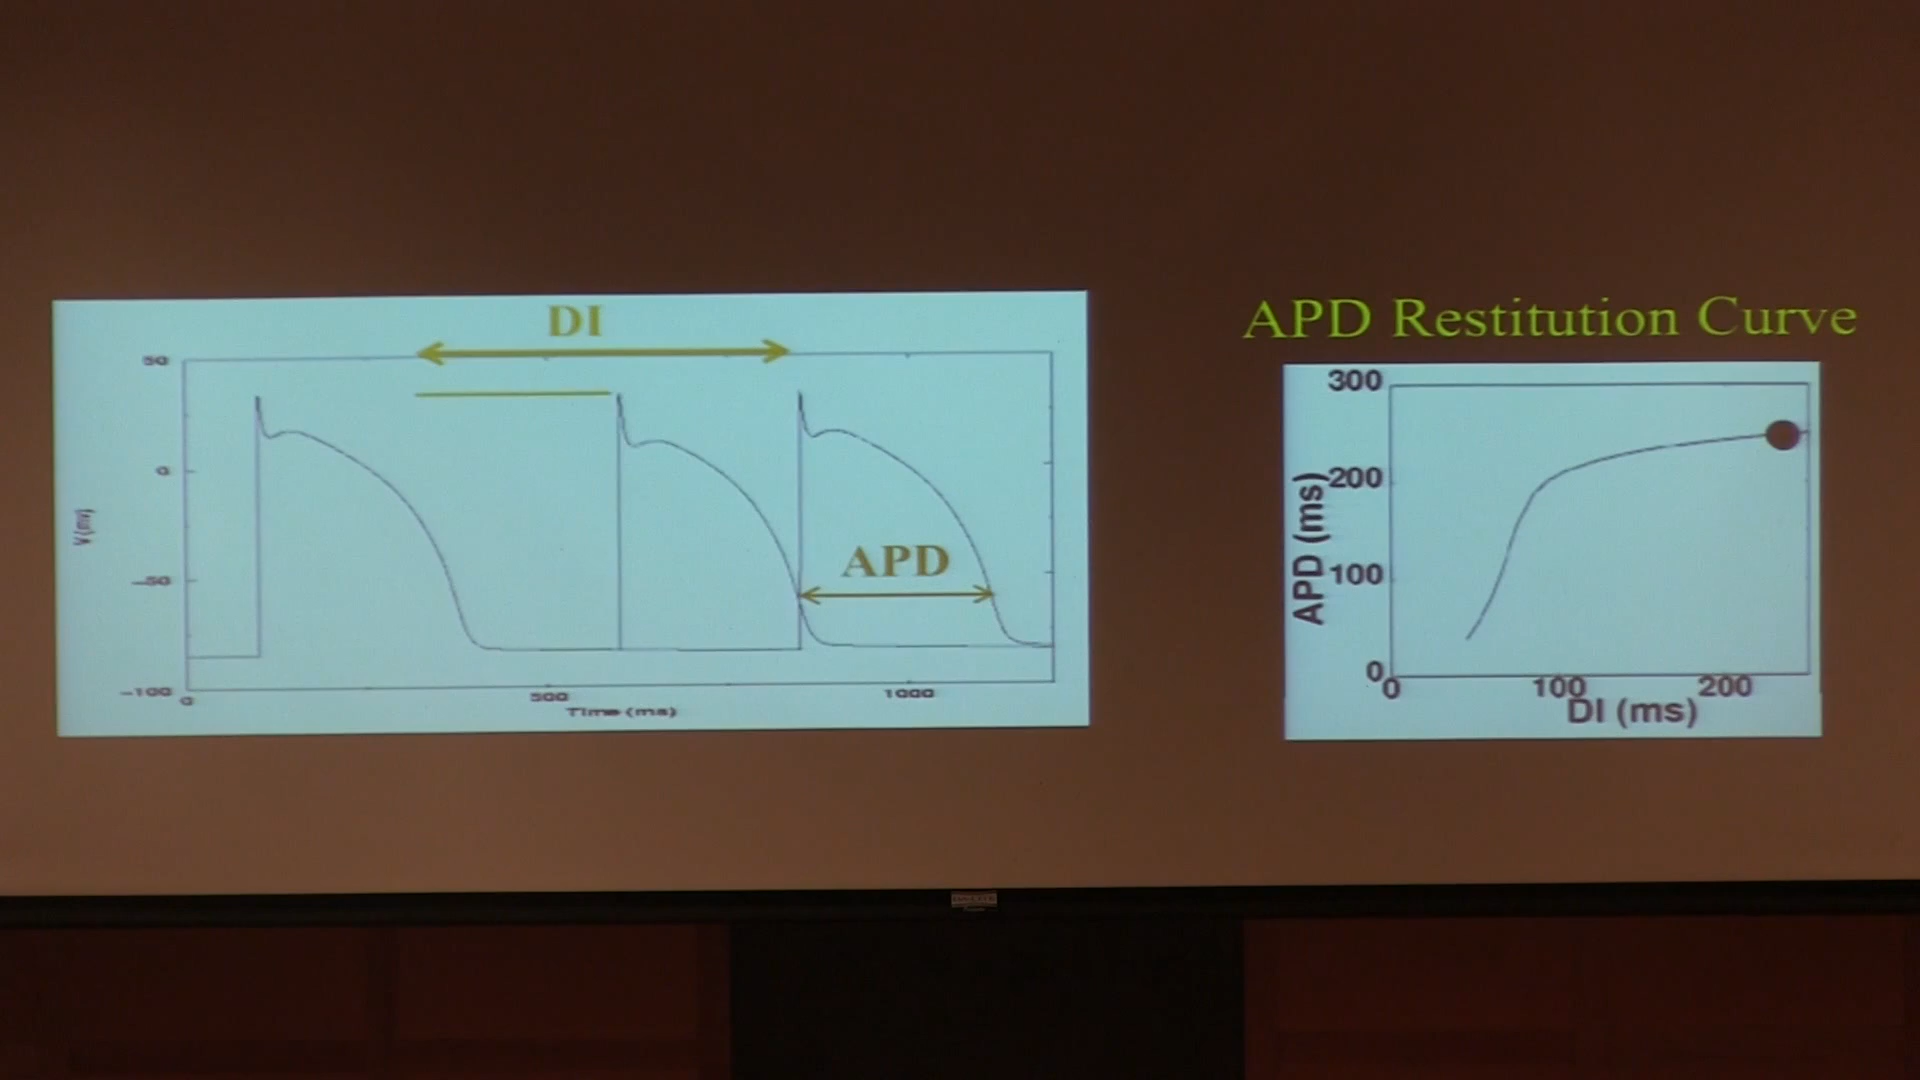 DI
50
0
V(mv)
-50
APD
-100
0
500
1000
Time (ms)
APD Restitution Curve
300
200
APD (ms)
100
0
0
100
200
DI (ms)